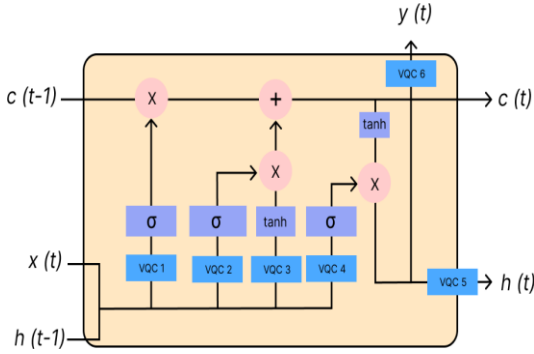 y (t)
VQC 6
c (t-1)
X
+
c (t)
tanh
X
X
σ
σ
tanh
σ
x (t)
VQC 1
VQC 2
VQC 3
VQC 4
VQC 5
h (t)
h (t-1)